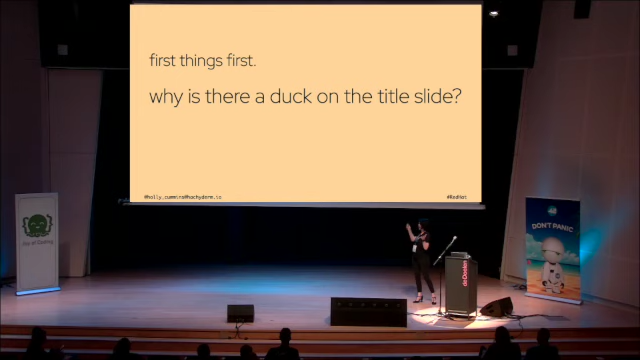 first things first.
why is there a duck on the title slide?
@holly_cummins@hachyderm.io
#RedHat
DON'T PANIC